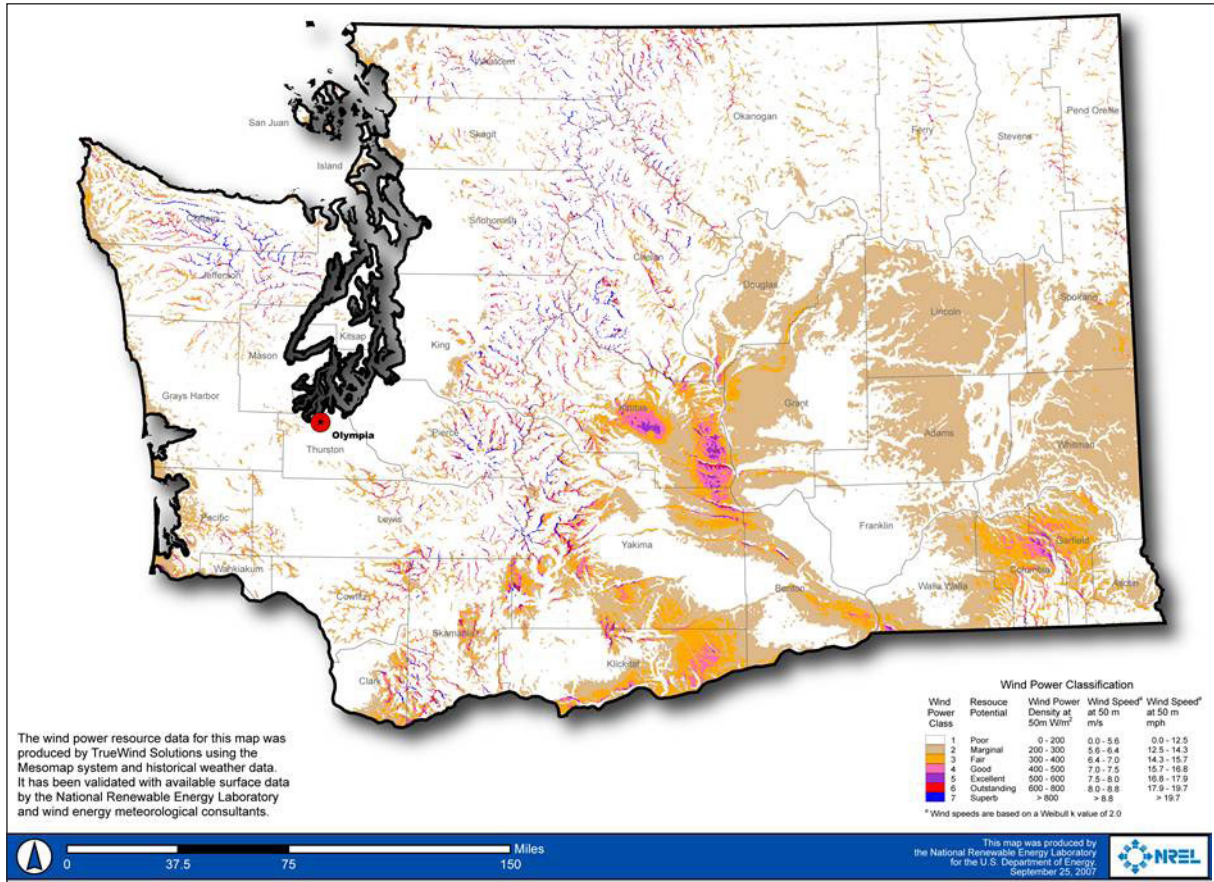 Whatcom
Pend Oreille
San Juan
Okanogan
Ferry
Stevens
Skagit
Island
Clallam
Snohomish
Jefferson
Chelan
Douglas
Lincoln
Spokane
Kitsap
King
Mason
Grays Harbor
Kittitas
Grant
Olympia
Pierce
Adams
Whitman
Thurston
Pacific
Lewis
Franklin
Garfield
Yakima
Wahkiakum
Columbia
Cowlitz
Benton
Walla Walla
Asotin
Skamania
Klickitat
Clark
The wind power resource data for this map was
produced by TrueWind Solutions using the
Mesomap system and historical weather data.
It has been validated with available surface data
by the National Renewable Energy Laboratory
and wind energy meteorological consultants.
Wind Power Classification
Wind Power Class Resouce Potential Wind Power Density at 50m W/m² Wind Speedª at 50 m m/s Wind Speedª at 50 m mph
1 Poor 0 - 200 0.0 - 5.6 0.0 - 12.5
2 Marginal 200 - 300 5.6 - 6.4 12.5 - 14.3
3 Fair 300 - 400 6.4 - 7.0 14.3 - 15.7
4 Good 400 - 500 7.0 - 7.5 15.7 - 16.8
5 Excellent 500 - 600 7.5 - 8.0 16.8 - 17.9
6 Outstanding 600 - 800 8.0 - 8.8 17.9 - 19.7
7 Superb > 800 > 8.8 > 19.7
ª Wind speeds are based on a Weibull k value of 2.0
Miles
0 37.5 75 150
This map was produced by
the National Renewable Energy Laboratory
for the U.S. Department of Energy.
September 25, 2007
NREL